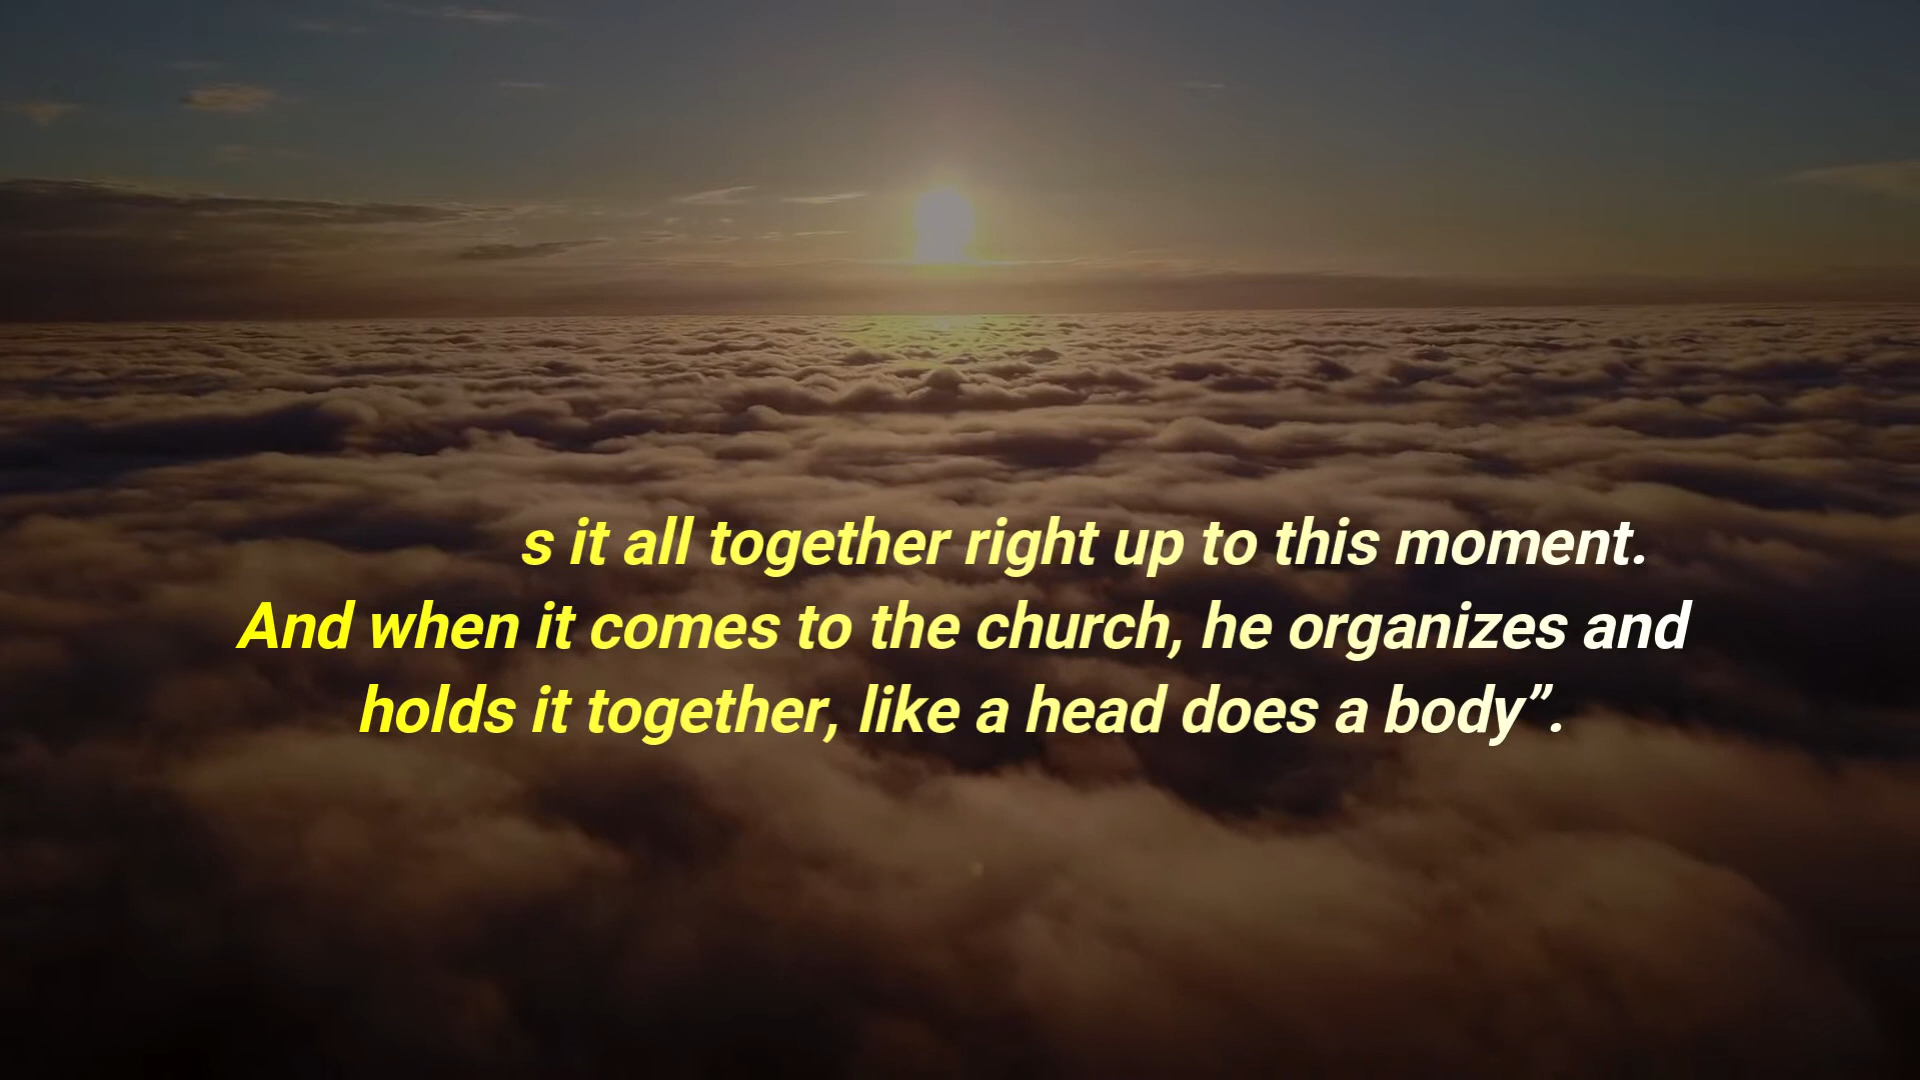 s it all together right up to this moment.
And when it comes to the church, he organizes and
holds it together, like a head does a body”.